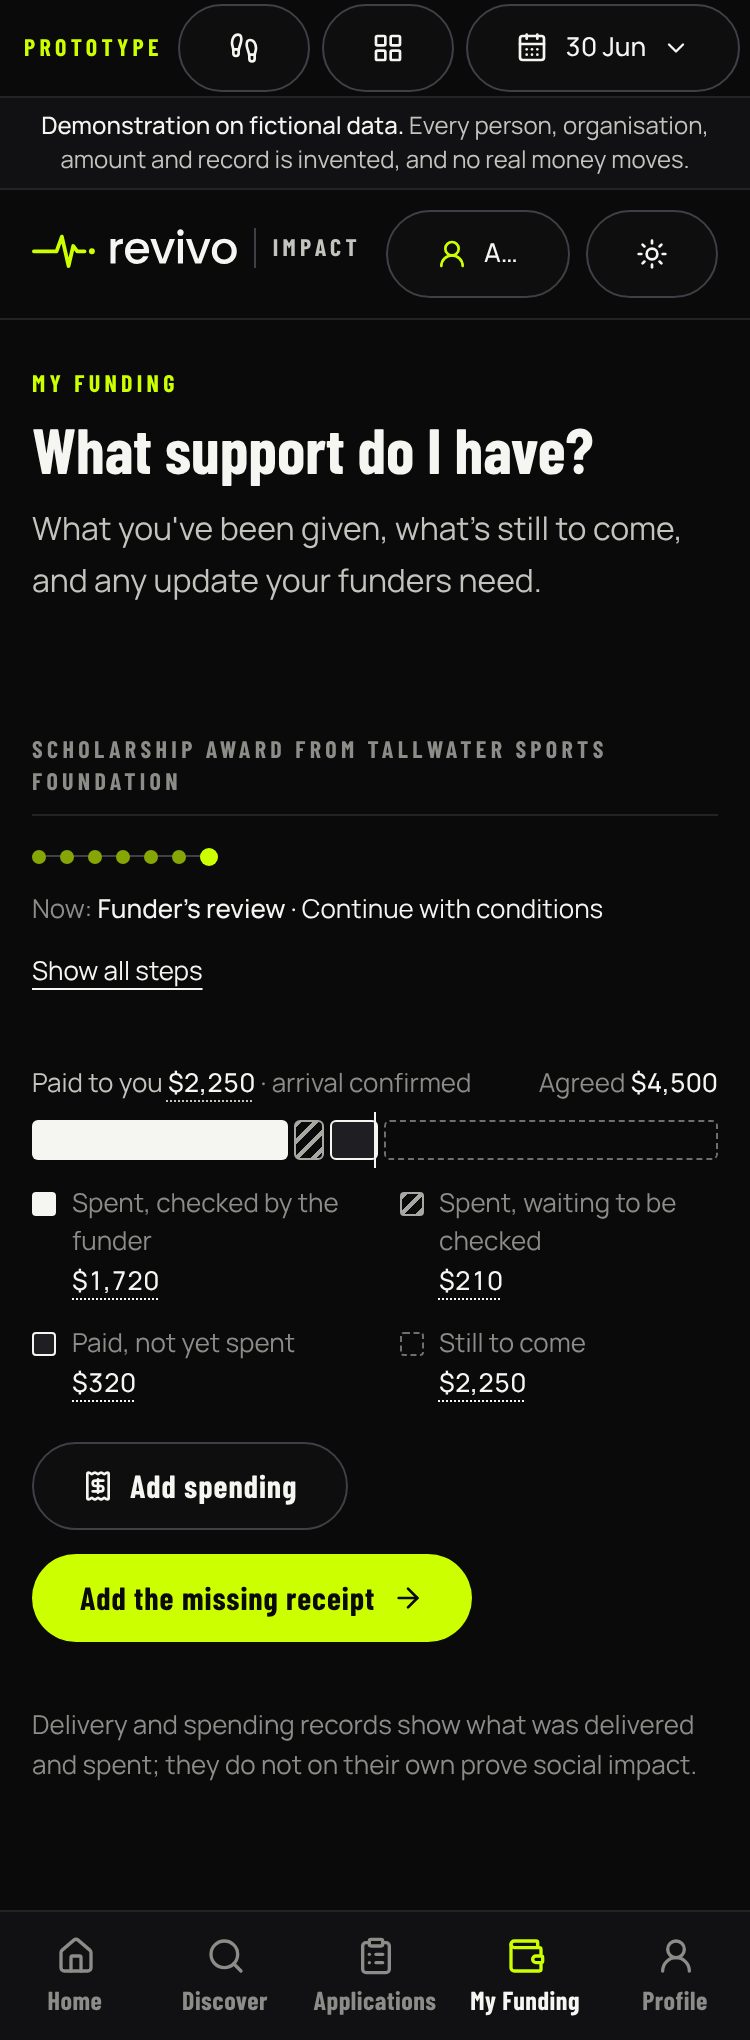 PROTOTYPE
30 Jun
Demonstration on fictional data. Every person, organisation,
amount and record is invented, and no real money moves.
revivo IMPACT
A...
MY FUNDING
What support do I have?
What you've been given, what's still to come,
and any update your funders need.
SCHOLARSHIP AWARD FROM TALLWATER SPORTS
FOUNDATION
Now: Funder's review · Continue with conditions
Show all steps
Paid to you $2,250 · arrival confirmed
Agreed $4,500
Spent, checked by the
funder
$1,720
Spent, waiting to be
checked
$210
Paid, not yet spent
$320
Still to come
$2,250
Add spending
Add the missing receipt
Delivery and spending records show what was delivered
and spent; they do not on their own prove social impact.
Home
Discover
Applications
My Funding
Profile